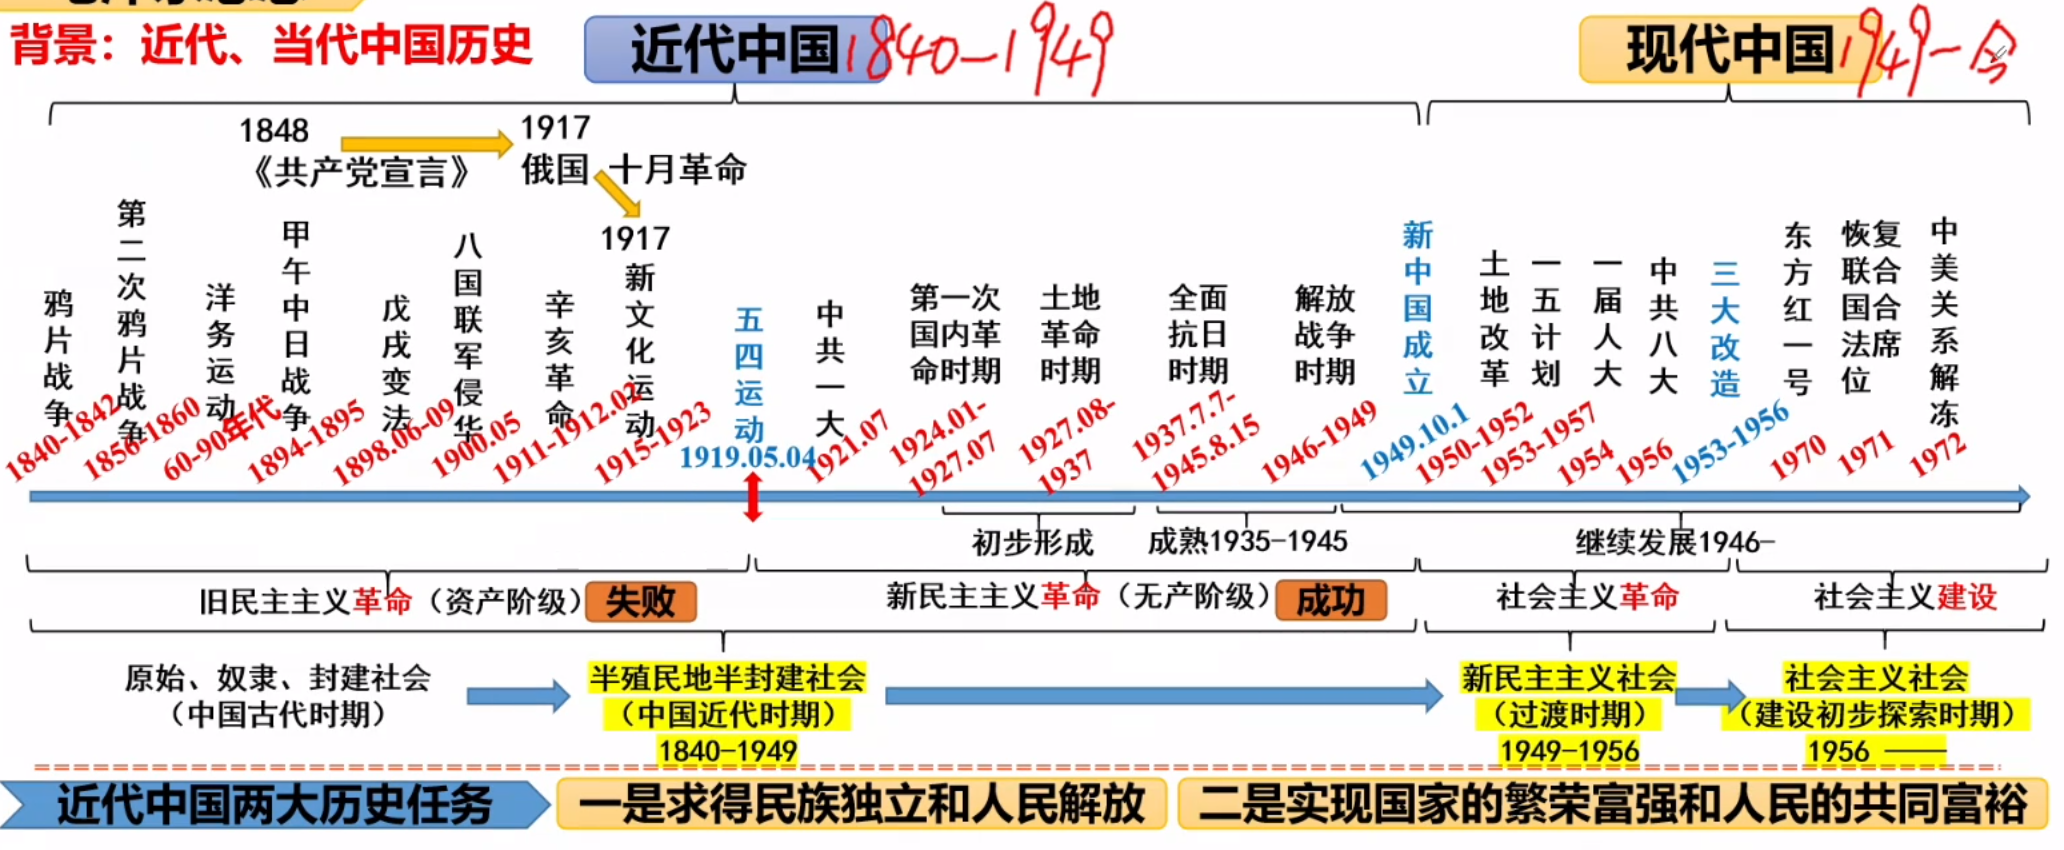 背景：近代、当代中国历史
近代中国1840-1949
现代中国1949-今
1848
《共产党宣言》
1917
俄国 十月革命
1917
新文化运动
鸦片战争
第二次鸦片战争
洋务运动
甲午中日战争
戊戌变法
八国联军侵华
辛亥革命
五四运动
中共一大
第一次
国内革
命时期
土地
革命
时期
全面
抗日
时期
解放
战争
时期
新中国成立
土地改革
一五计划
一届人大
中共八大
三大改造
东方红一号
恢复
联合
国合
法席
位
中美关系解冻
1840-1842
1856-1860
60-90年代
1894-1895
1898.06-09
1900.05
1911-1912.02
1915-1923
1919.05.04
1921.07
1924.01-
1927.07
1927.08-
1937
1937.7.7-
1945.8.15
1946-1949
1949.10.1
1950-1952
1953-1957
1954
1956
1953-1956
1970
1971
1972
初步形成
成熟1935-1945
继续发展1946-
旧民主主义革命（资产阶级）失败
新民主主义革命（无产阶级）成功
社会主义革命
社会主义建设
原始、奴隶、封建社会
（中国古代时期）
半殖民地半封建社会
（中国近代时期）
1840-1949
新民主主义社会
（过渡时期）
1949-1956
社会主义社会
（建设初步探索时期）
1956 ——
近代中国两大历史任务
一是求得民族独立和人民解放
二是实现国家的繁荣富强和人民的共同富裕